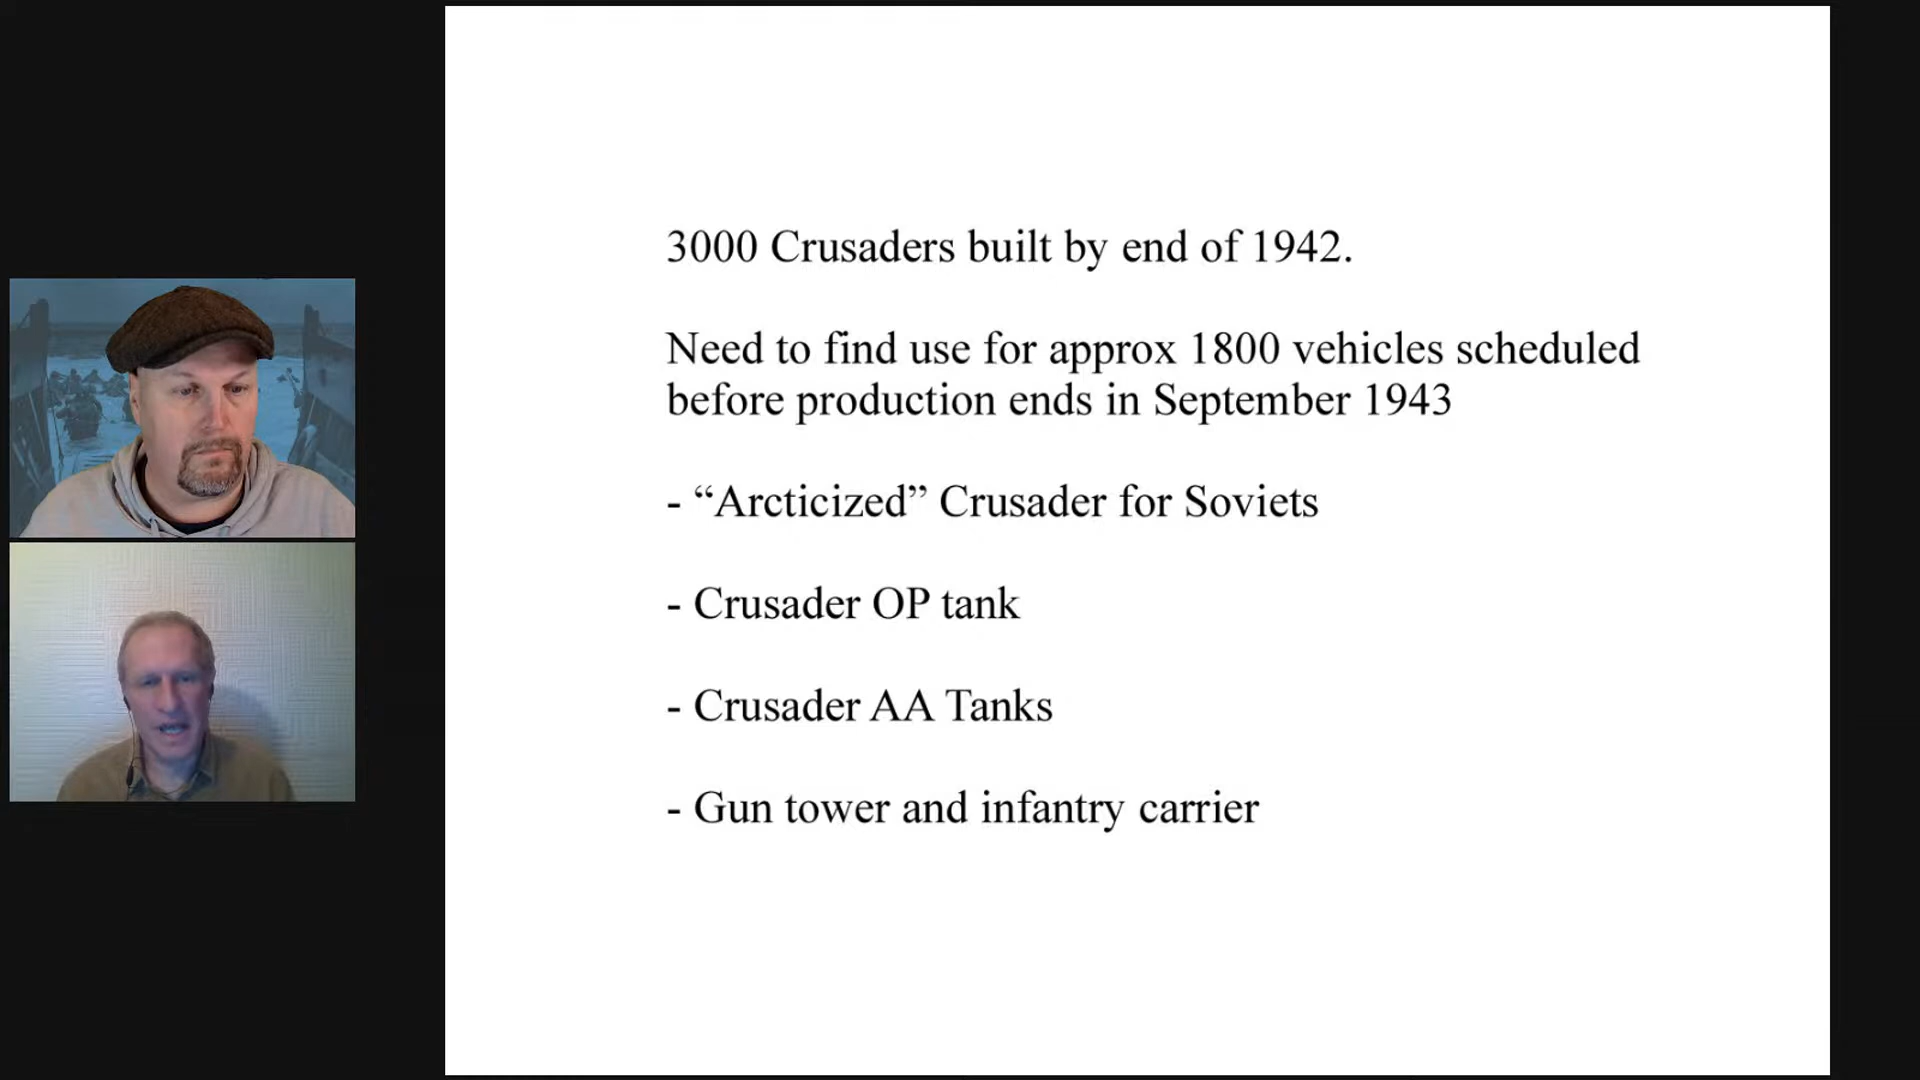 3000 Crusaders built by end of 1942.
Need to find use for approx 1800 vehicles scheduled
before production ends in September 1943
- “Arcticized” Crusader for Soviets
- Crusader OP tank
- Crusader AA Tanks
- Gun tower and infantry carrier